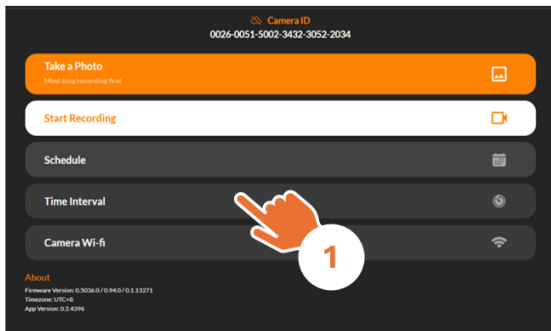 Camera ID
0026-0051-5002-3432-3052-2034
Take a Photo
Must stop recording first
Start Recording
Schedule
Time Interval
Camera Wi-fi
1
About
Firmware Version: 0.5036.0 / 0.94.0 / 0.1.13271
Timezone: UTC+8
App Version: 0.2.4396